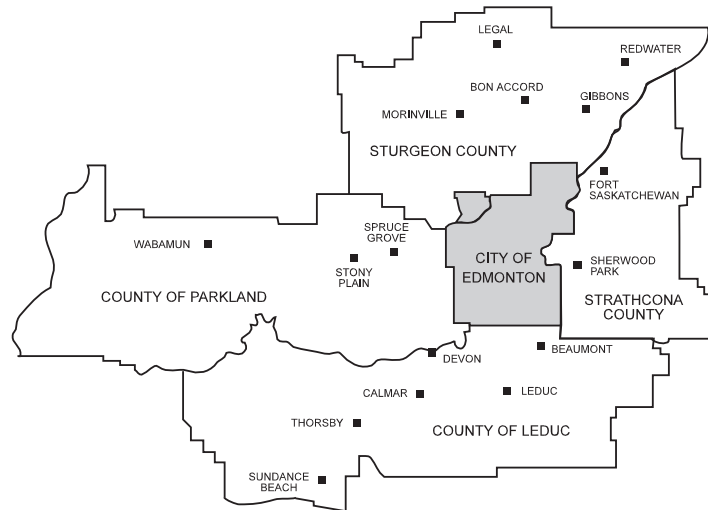 LEGAL
REDWATER
BON ACCORD
GIBBONS
MORINVILLE
STURGEON COUNTY
FORT
SASKATCHEWAN
SPRUCE
GROVE
WABAMUN
STONY
PLAIN
CITY OF
EDMONTON
SHERWOOD
PARK
COUNTY OF PARKLAND
STRATHCONA
COUNTY
DEVON
BEAUMONT
CALMAR
LEDUC
THORSBY
COUNTY OF LEDUC
SUNDANCE
BEACH